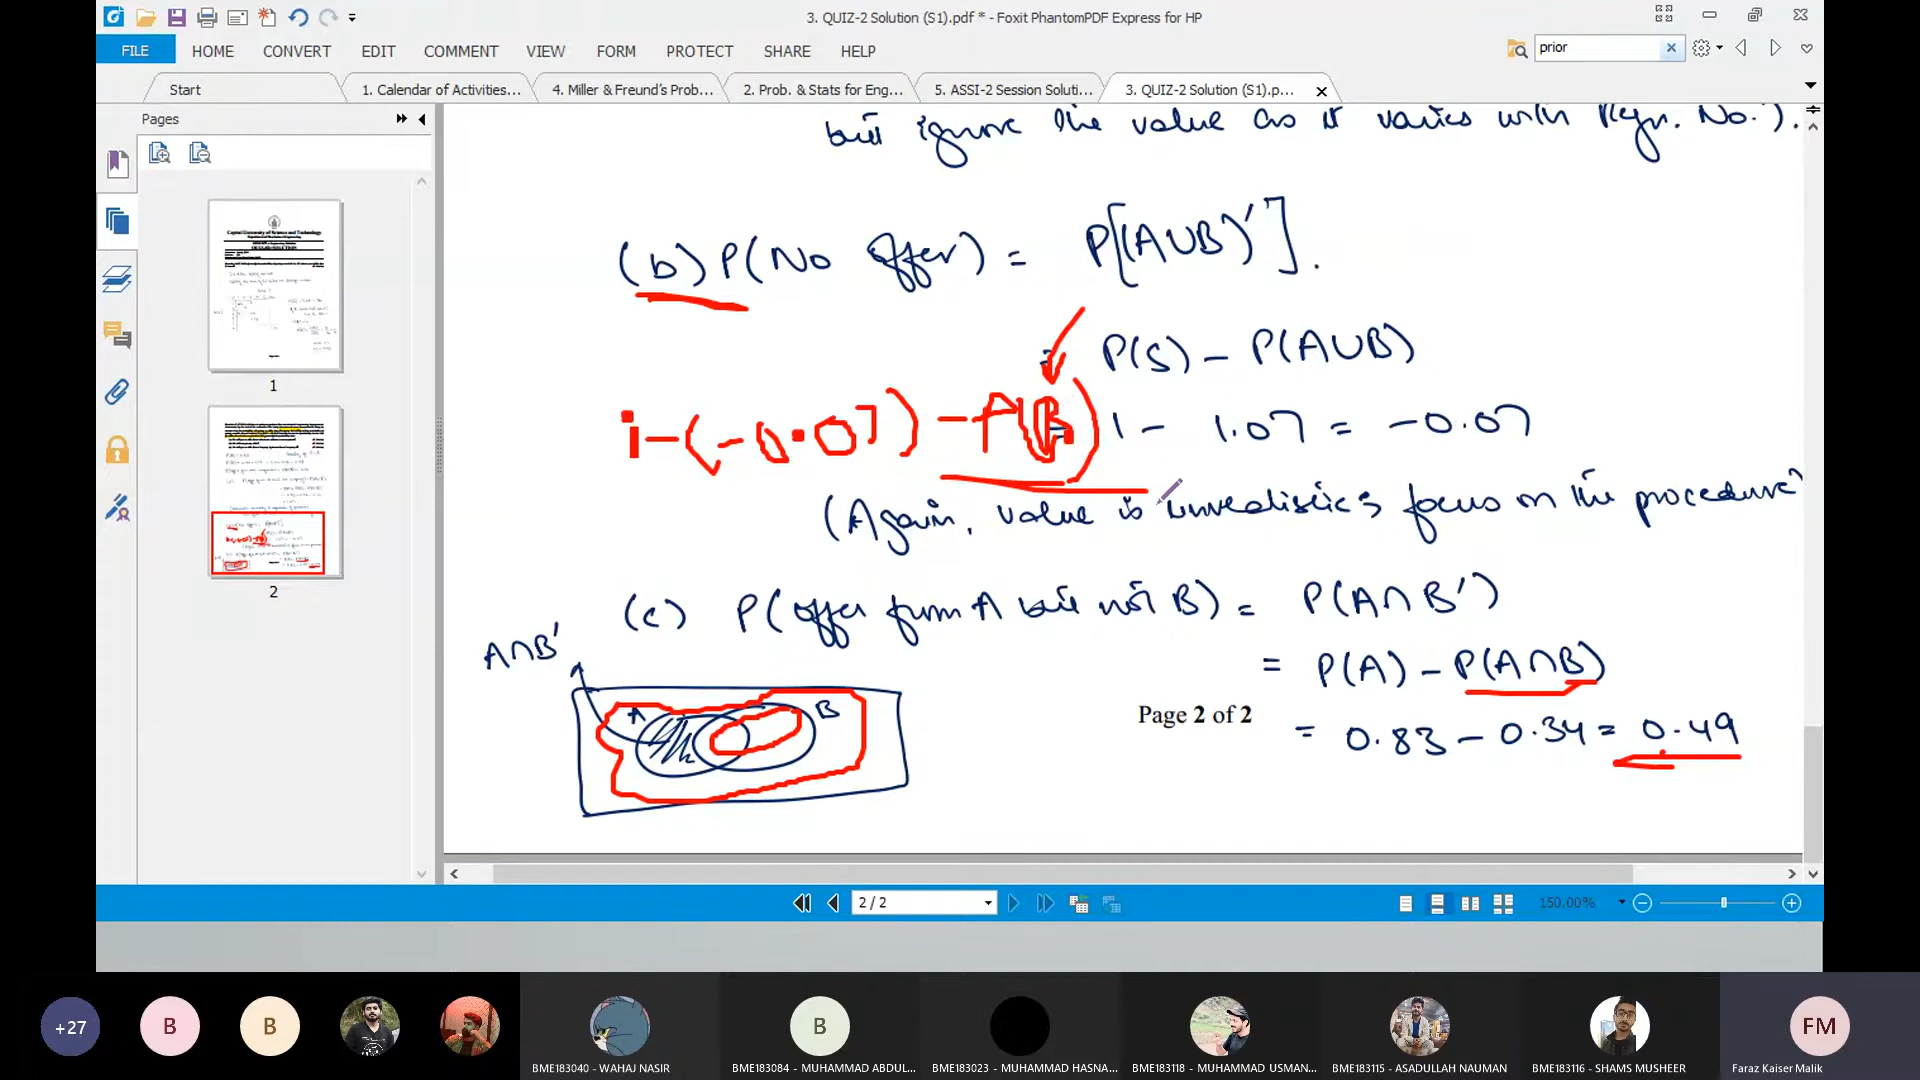 3. QUIZ-2 Solution (S1).pdf * - Foxit PhantomPDF Express for HP
FILE HOME CONVERT EDIT COMMENT VIEW FORM PROTECT SHARE HELP
prior
Start
1. Calendar of Activities...
4. Miller & Freund's Prob...
2. Prob. & Stats for Eng...
5. ASSI-2 Session Soluti...
3. QUIZ-2 Solution (S1).p...
Pages
1
2
but ignore the value as it varies with Regn. No.).
(b) P(No offer) = P[(A∪B)'].
= P(S) - P(A∪B)
1-(-0.07)-P(B)
= 1 - 1.07 = -0.07
(Again, value is unrealistic; focus on the procedure
(c) P(offer from A but not B) = P(A∩B')
= P(A) - P(A∩B)
= 0.83 - 0.34 = 0.49
A∩B'
A
B
Page 2 of 2
2 / 2
150.00%
+27
B
B
B
FM
BME183040 - WAHAJ NASIR
BME183084 - MUHAMMAD ABDUL...
BME183023 - MUHAMMAD HASNA...
BME183118 - MUHAMMAD USMAN...
BME183115 - ASADULLAH NAUMAN
BME183116 - SHAMS MUSHEER
Faraz Kaiser Malik